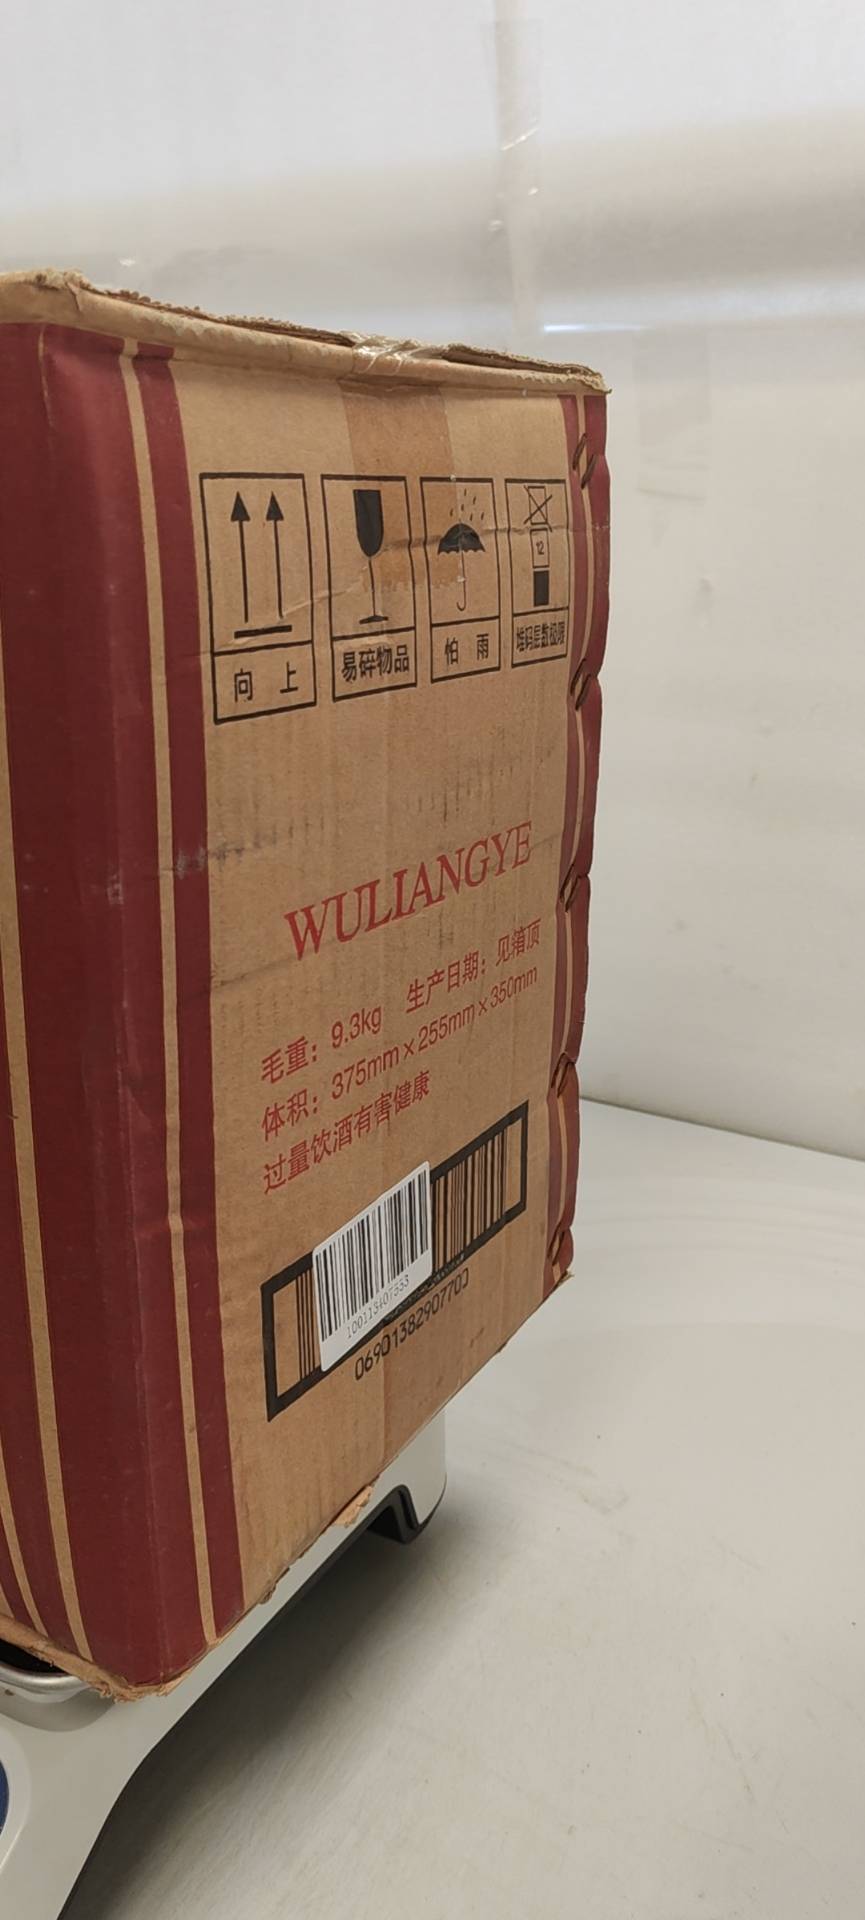 向 上
易碎物品
怕 雨
12
堆码层数极限
WULIANGYE
毛重：9.3kg 生产日期：见箱顶
体积：375mm×255mm×350mm
过量饮酒有害健康
100113407553
06901382907700